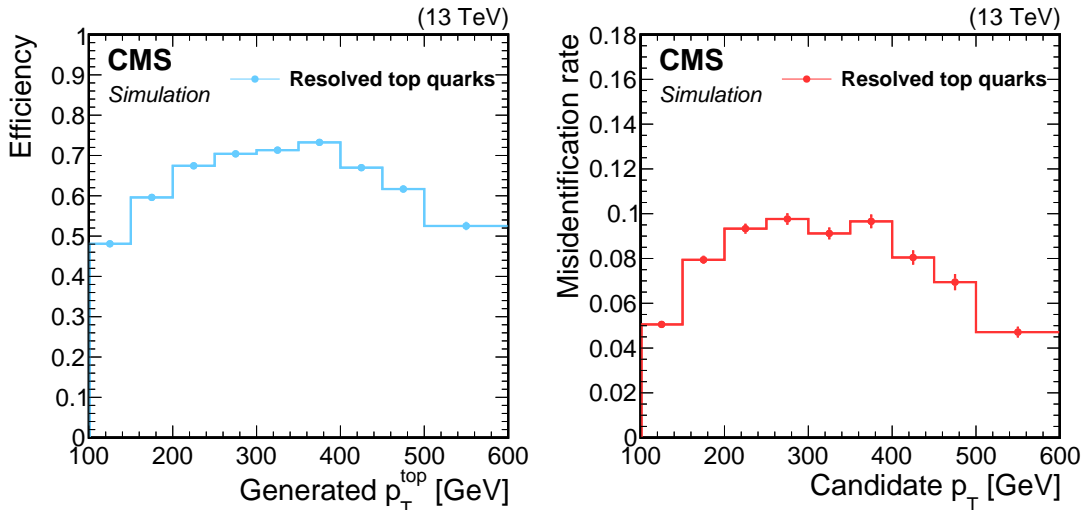 (13 TeV)
CMS
Simulation
Resolved top quarks
Efficiency
1
0.9
0.8
0.7
0.6
0.5
0.4
0.3
0.2
0.1
0
100 200 300 400 500 600
Generated p_T^top [GeV]
(13 TeV)
CMS
Simulation
Resolved top quarks
Misidentification rate
0.18
0.16
0.14
0.12
0.1
0.08
0.06
0.04
0.02
0
100 200 300 400 500 600
Candidate p_T [GeV]